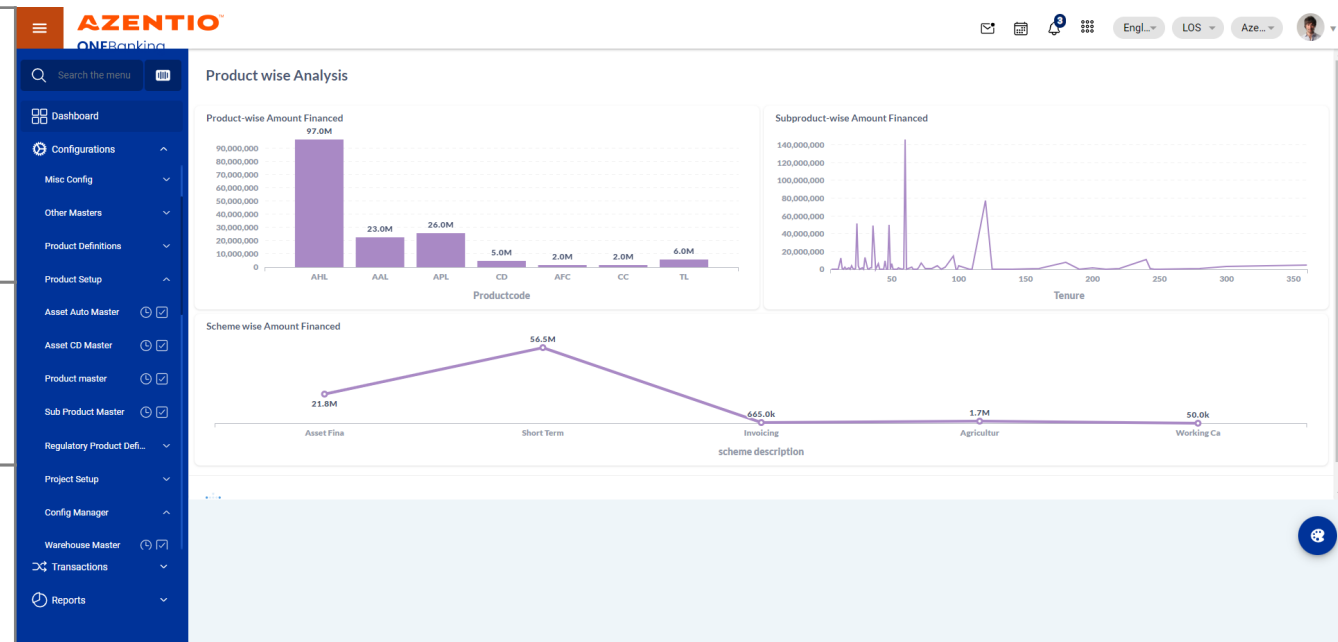 AZENTIO
ONEBanking
3
Engl...
LOS
Aze...
Search the menu
Dashboard
Configurations
Misc Config
Other Masters
Product Definitions
Product Setup
Asset Auto Master
Asset CD Master
Product master
Sub Product Master
Regulatory Product Defi...
Project Setup
Config Manager
Warehouse Master
Transactions
Reports
Product wise Analysis
Product-wise Amount Financed
97.0M
90,000,000
80,000,000
70,000,000
60,000,000
50,000,000
40,000,000
30,000,000
20,000,000
10,000,000
0
23.0M
26.0M
5.0M
2.0M
2.0M
6.0M
AHL
AAL
APL
CD
AFC
CC
TL
Productcode
Subproduct-wise Amount Financed
140,000,000
120,000,000
100,000,000
80,000,000
60,000,000
40,000,000
20,000,000
0
50
100
150
200
250
300
350
Tenure
Scheme wise Amount Financed
21.8M
56.5M
665.0k
1.7M
50.0k
Asset Fina
Short Term
Invoicing
Agricultur
Working Ca
scheme description